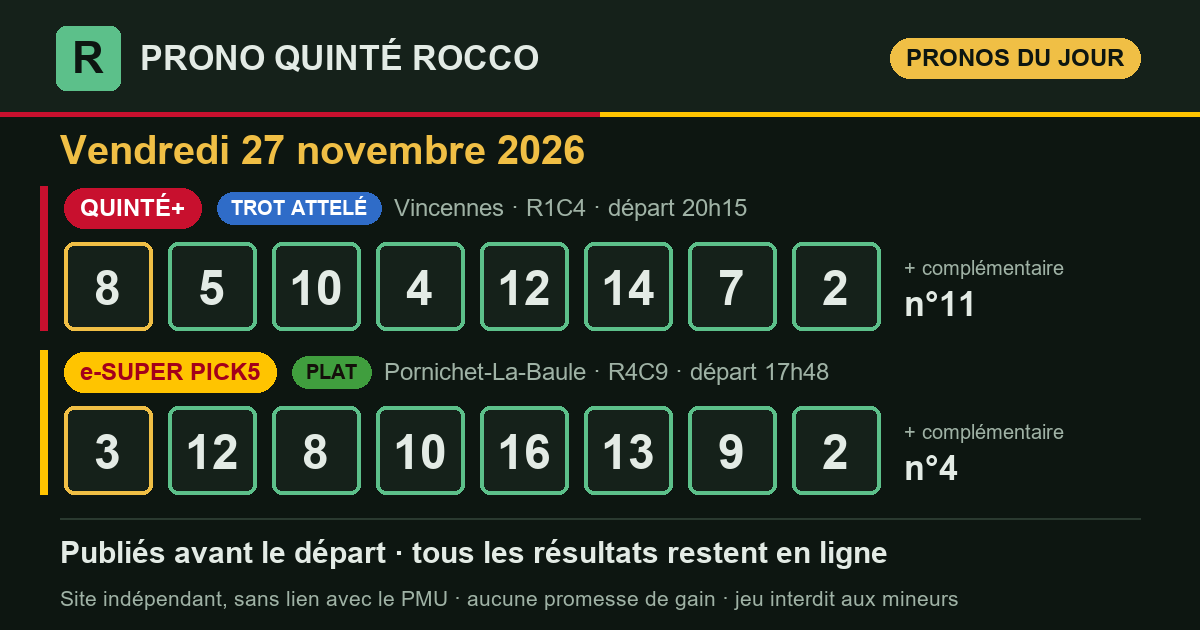 R PRONO QUINTÉ ROCCO PRONOS DU JOUR
Vendredi 27 novembre 2026
QUINTÉ+ TROT ATTELÉ Vincennes · R1C4 · départ 20h15
8 5 10 4 12 14 7 2
+ complémentaire
n°11
e-SUPER PICK5 PLAT Pornichet-La-Baule · R4C9 · départ 17h48
3 12 8 10 16 13 9 2
+ complémentaire
n°4
Publiés avant le départ · tous les résultats restent en ligne
Site indépendant, sans lien avec le PMU · aucune promesse de gain · jeu interdit aux mineurs